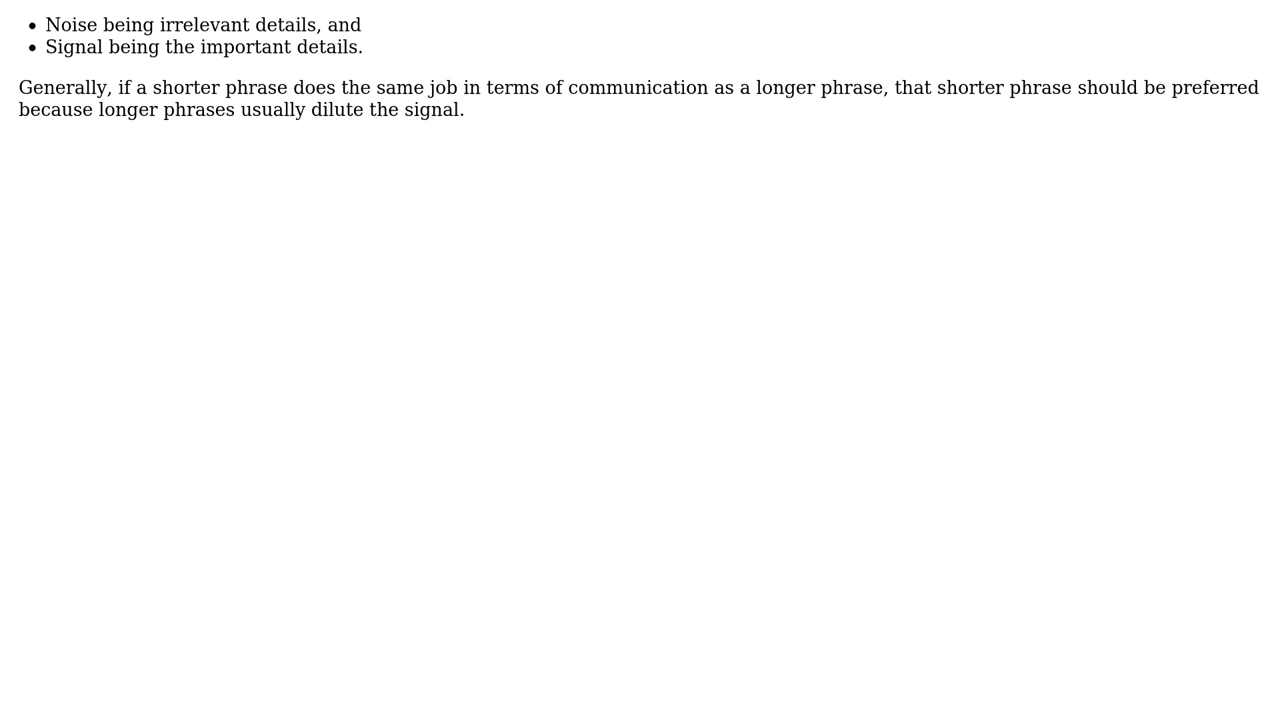 • Noise being irrelevant details, and
• Signal being the important details.
Generally, if a shorter phrase does the same job in terms of communication as a longer phrase, that shorter phrase should be preferred
because longer phrases usually dilute the signal.